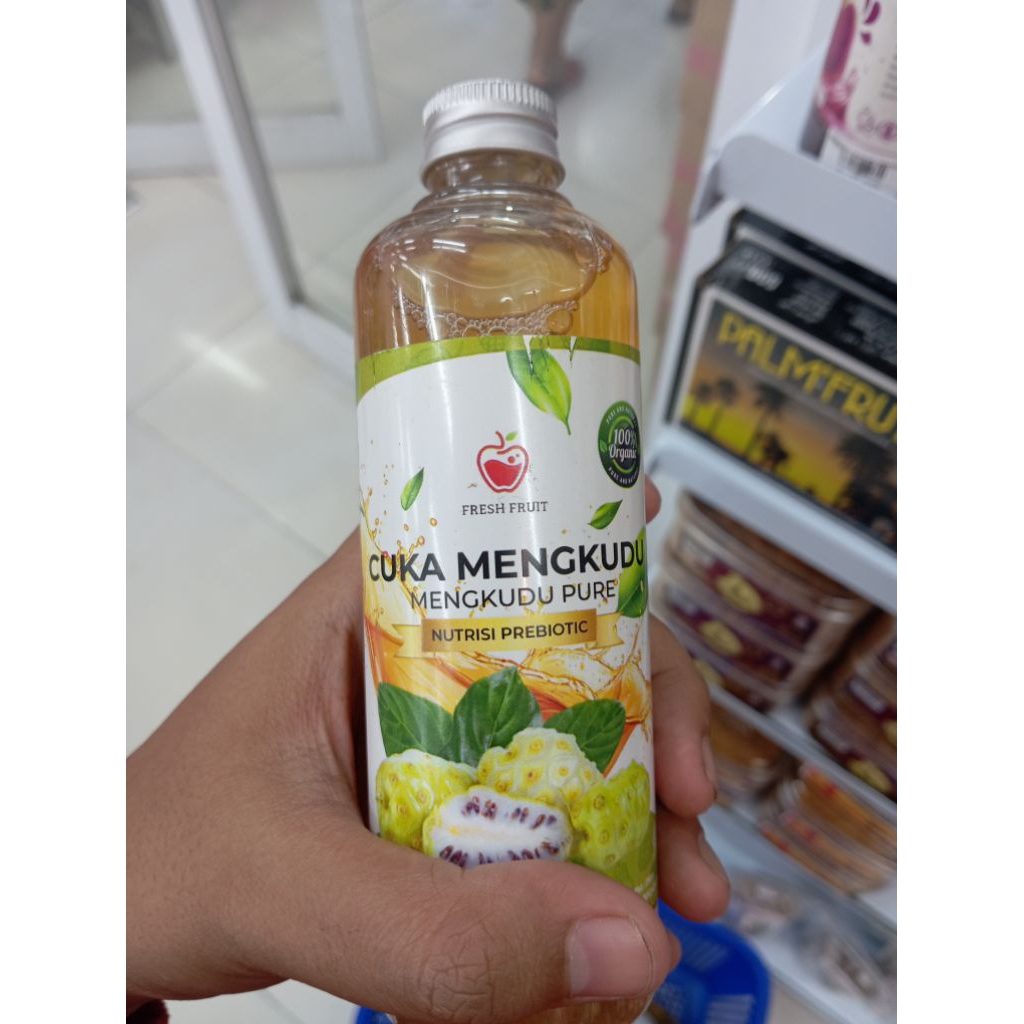 100%
Organic
FRESH FRUIT
CUKA MENGKUDU
MENGKUDU PURE
NUTRISI PREBIOTIC
PALM'FRU